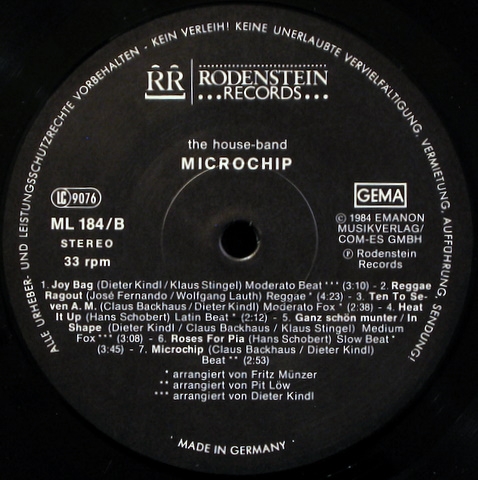 ALLE URHEBER- UND LEISTUNGSSCHUTZRECHTE VORBEHALTEN - KEIN VERLEIH! KEINE UNERLAUBTE VERVIELFÄLTIGUNG, VERMIETUNG, AUFFÜHRUNG, SENDUNG!
RR RODENSTEIN
...RECORDS...
the house-band
MICROCHIP
LC 9076
ML 184/B
STEREO
33 rpm
GEMA
℗ 1984 EMANON
MUSIKVERLAG/
COM-ES GMBH
℗ Rodenstein
Records
1. Joy Bag (Dieter Kindl/Klaus Stingel) Moderato Beat *** (3:10) - 2. Reggae
Ragout (José Fernando/Wolfgang Lauth) Reggae * (4:23) - 3. Ten To Se-
ven A. M. (Claus Backhaus/Dieter Kindl) Moderato Fox * (2:38) - 4. Heat
It Up (Hans Schobert) Latin Beat * (2:12) - 5. Ganz schön munter/In
Shape (Dieter Kindl/Claus Backhaus/Klaus Stingel) Medium
Fox *** (3:08) - 6. Roses For Pia (Hans Schobert) Slow Beat *
(3:45) - 7. Microchip (Claus Backhaus/Dieter Kindl)
Beat ** (2:53)
* arrangiert von Fritz Münzer
** arrangiert von Pit Löw
*** arrangiert von Dieter Kindl
· MADE IN GERMANY ·